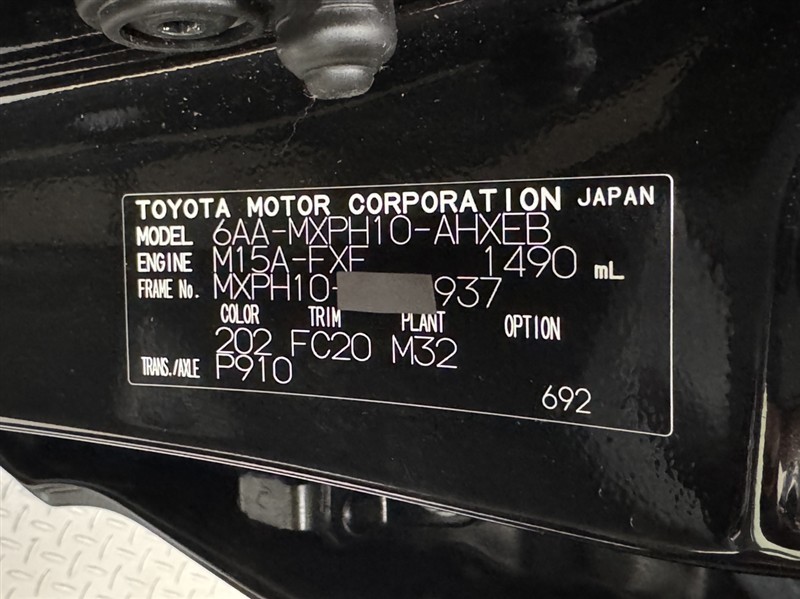 TOYOTA MOTOR CORPORATION JAPAN
MODEL 6AA-MXPH10-AHXEB
ENGINE M15A-FXE 1490 mL
FRAME No. MXPH10- 937
COLOR TRIM PLANT OPTION
202 FC20 M32
TRANS./AXLE P910
692